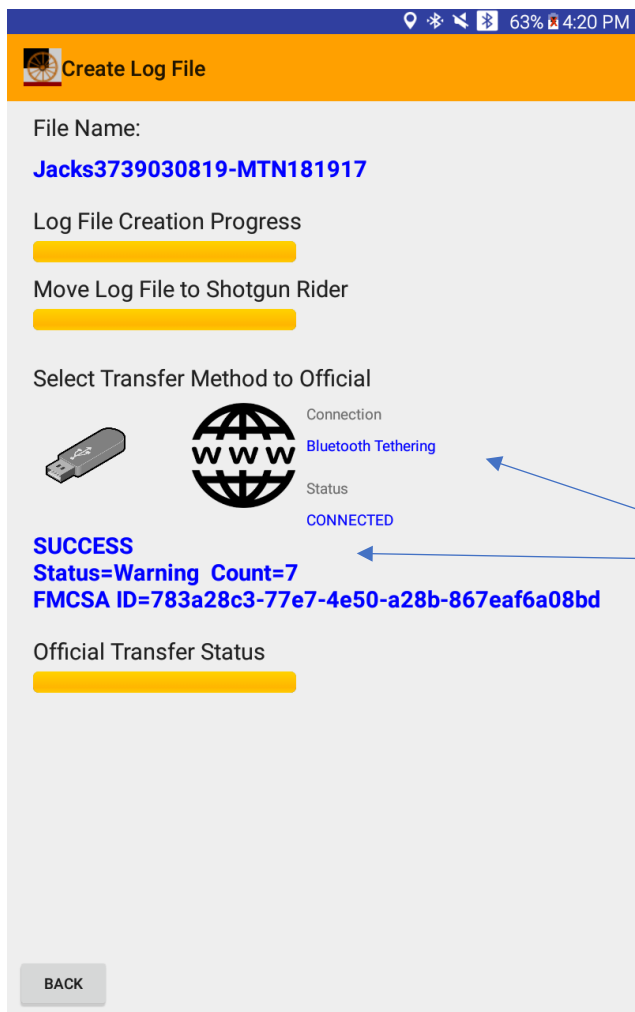 63% 4:20 PM
Create Log File
File Name:
Jacks3739030819-MTN181917
Log File Creation Progress
Move Log File to Shotgun Rider
Select Transfer Method to Official
WWW
Connection
Bluetooth Tethering
Status
CONNECTED
SUCCESS
Status=Warning Count=7
FMCSA ID=783a28c3-77e7-4e50-a28b-867eaf6a08bd
Official Transfer Status
BACK